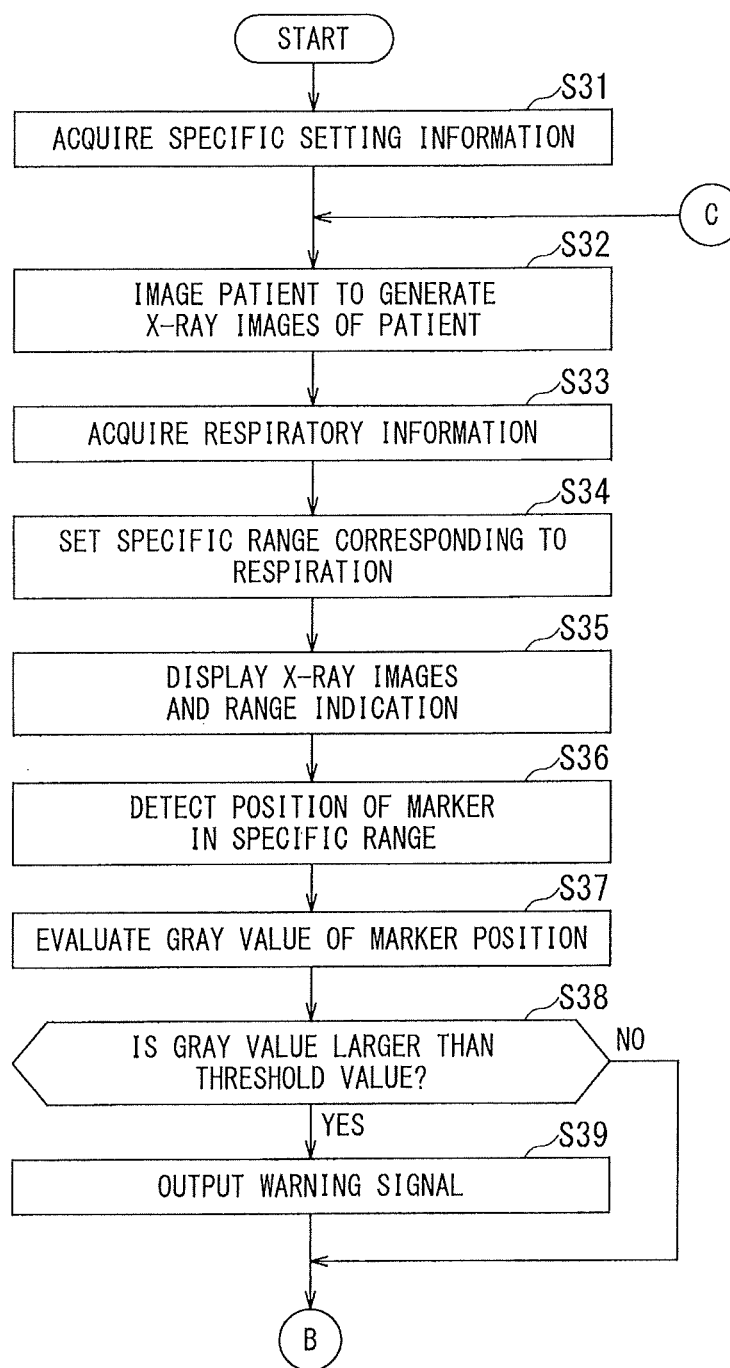 START
S31
ACQUIRE SPECIFIC SETTING INFORMATION
C
S32
IMAGE PATIENT TO GENERATE
X-RAY IMAGES OF PATIENT
S33
ACQUIRE RESPIRATORY INFORMATION
S34
SET SPECIFIC RANGE CORRESPONDING TO
RESPIRATION
S35
DISPLAY X-RAY IMAGES
AND RANGE INDICATION
S36
DETECT POSITION OF MARKER
IN SPECIFIC RANGE
S37
EVALUATE GRAY VALUE OF MARKER POSITION
S38
IS GRAY VALUE LARGER THAN
THRESHOLD VALUE?
NO
YES
S39
OUTPUT WARNING SIGNAL
B